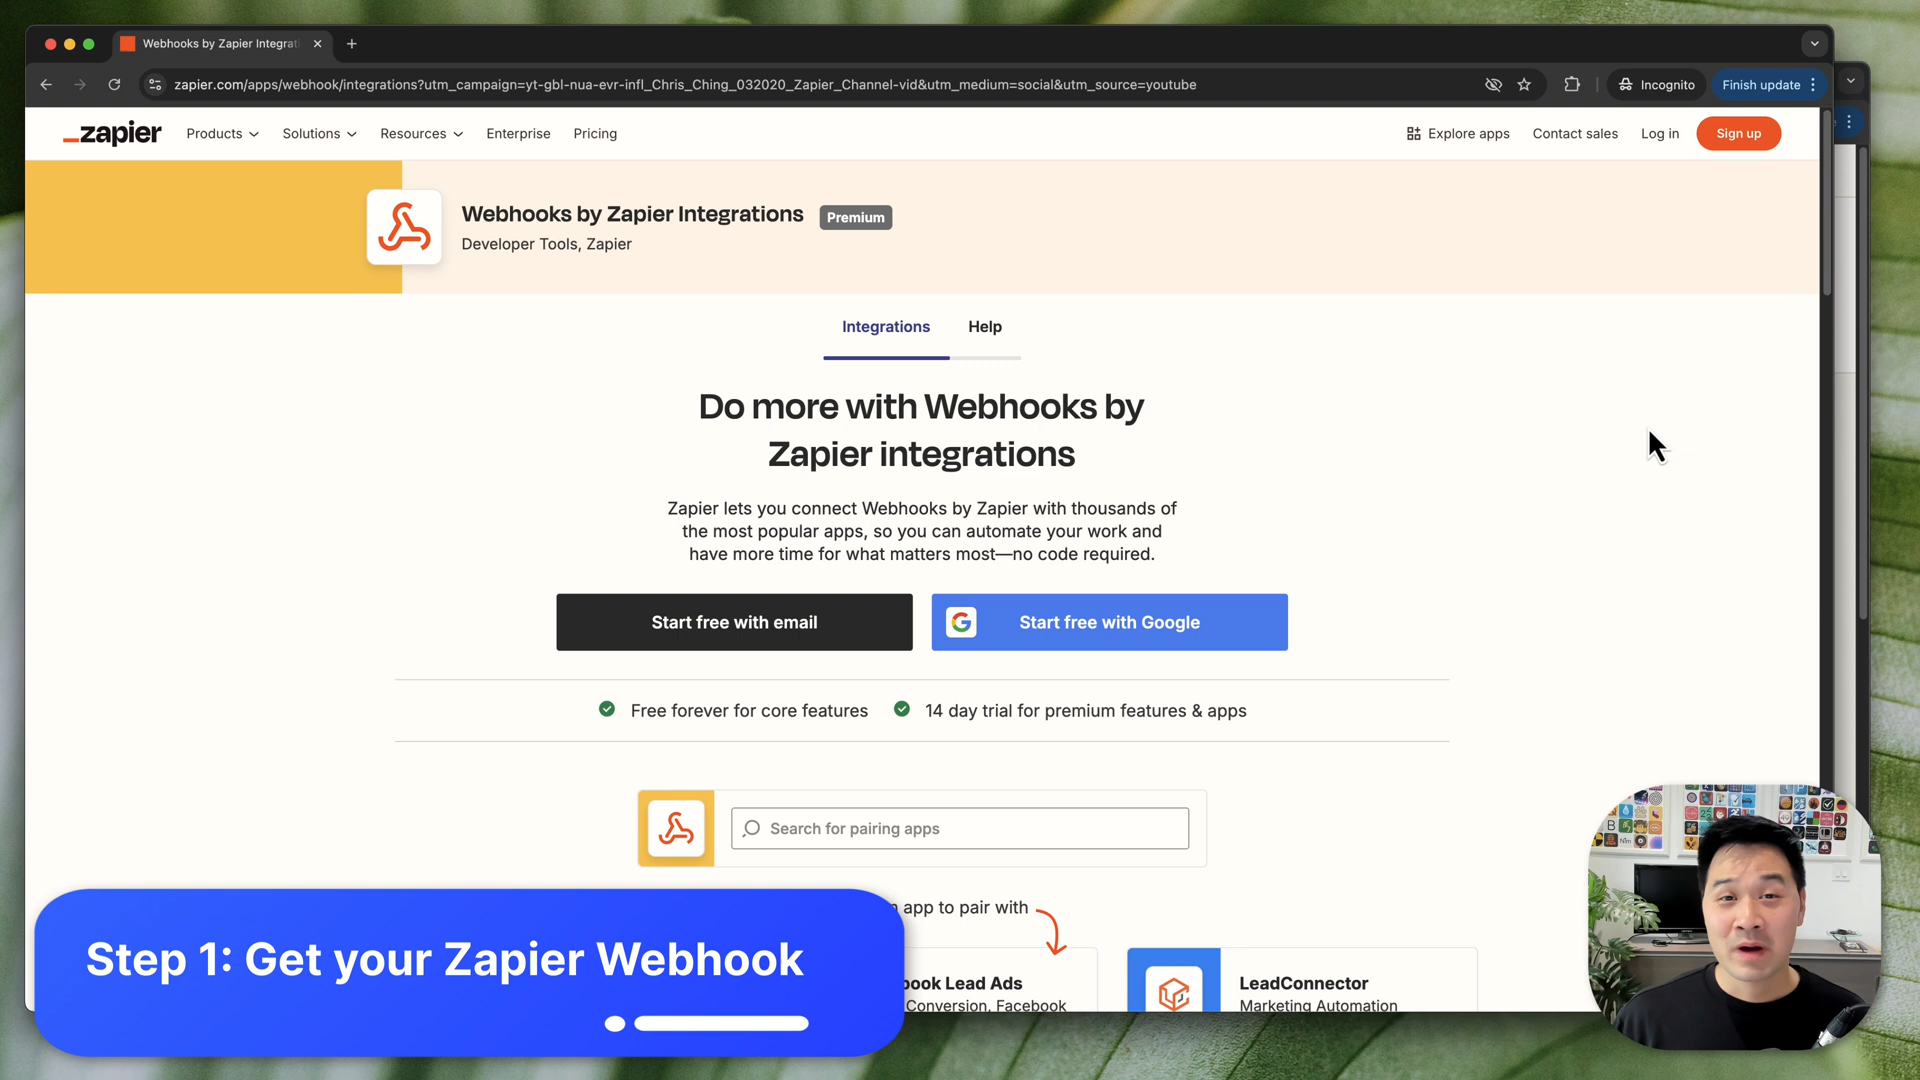 Webhooks by Zapier Integrati
zapier.com/apps/webhook/integrations?utm_campaign=yt-gbl-nua-evr-infl_Chris_Ching_032020_Zapier_Channel-vid&utm_medium=social&utm_source=youtube
Incognito
Finish update
zapier
Products
Solutions
Resources
Enterprise
Pricing
Explore apps
Contact sales
Log in
Sign up
Webhooks by Zapier Integrations
Premium
Developer Tools, Zapier
Integrations
Help
Do more with Webhooks by
Zapier integrations
Zapier lets you connect Webhooks by Zapier with thousands of
the most popular apps, so you can automate your work and
have more time for what matters most—no code required.
Start free with email
Start free with Google
Free forever for core features
14 day trial for premium features & apps
Search for pairing apps
app to pair with
book Lead Ads
Conversion, Facebook
LeadConnector
Marketing Automation
Step 1: Get your Zapier Webhook